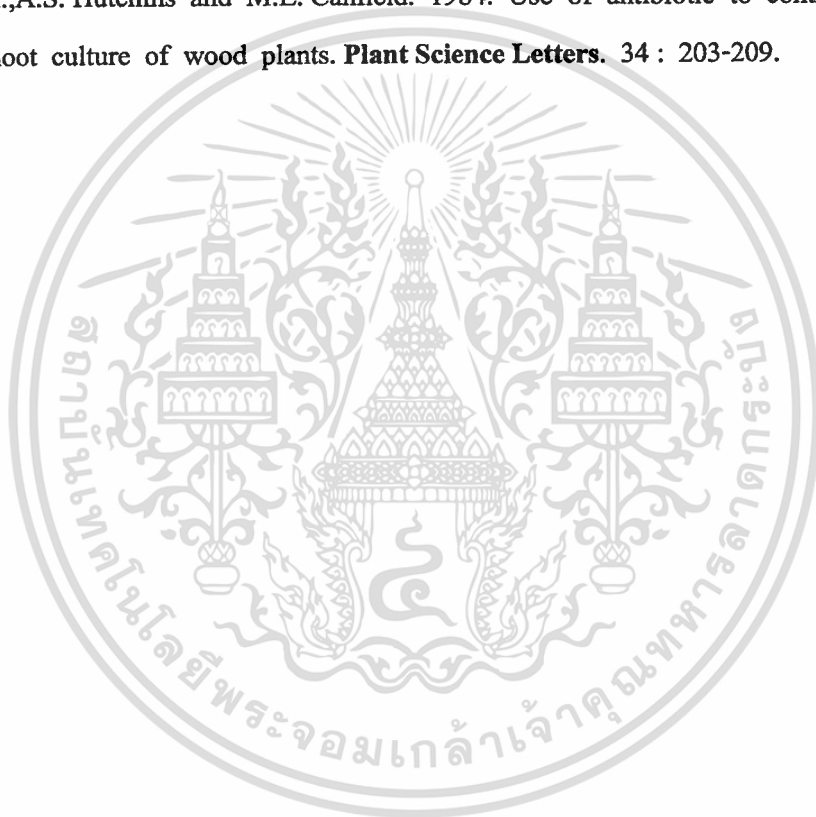 A.S. Hutchins and M.E. Canfield. 1984. Use of antibiotic to
culture of wood plants. Plant Science Letters. 34 : 203-209.
สถาบันเทคโนโลยีพระจอมเกล้าเจ้าคุณทหารลาดกระบัง